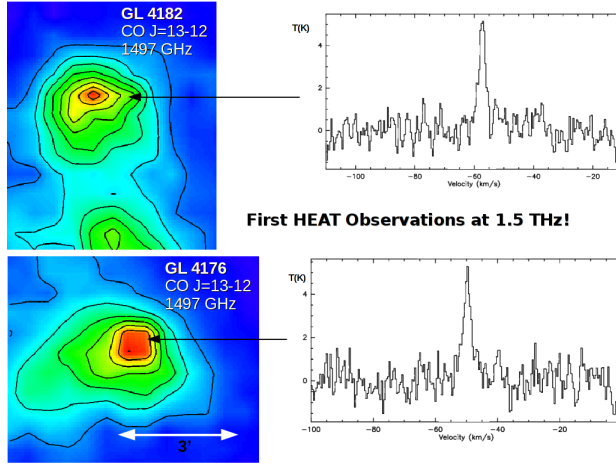 GL 4182
CO J=13-12
1497 GHz
T(K)
4
2
0
−100
−80
−60
−40
−20
Velocity (km/s)
First HEAT Observations at 1.5 THz!
GL 4176
CO J=13-12
1497 GHz
3'
T(K)
4
2
0
−100
−80
−60
−40
−20
0
Velocity (km/s)